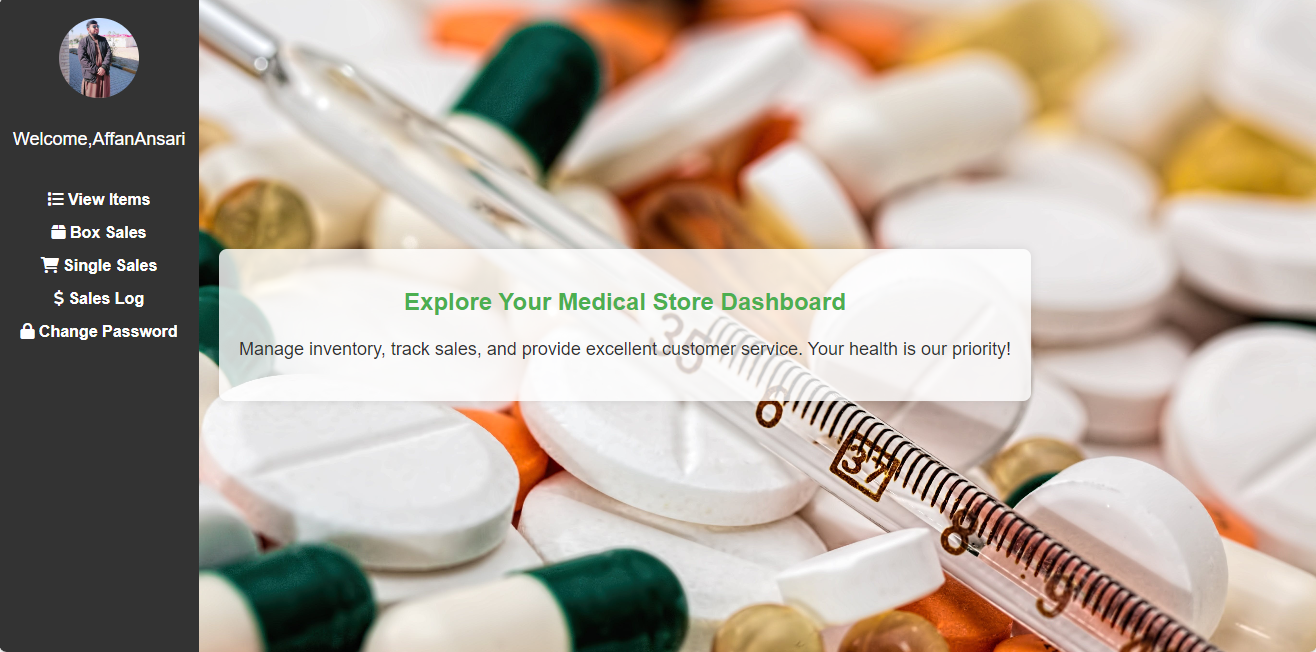 Welcome,AffanAnsari
View Items
Box Sales
Single Sales
$ Sales Log
Change Password
Explore Your Medical Store Dashboard
Manage inventory, track sales, and provide excellent customer service. Your health is our priority!
35
6
37
8
9